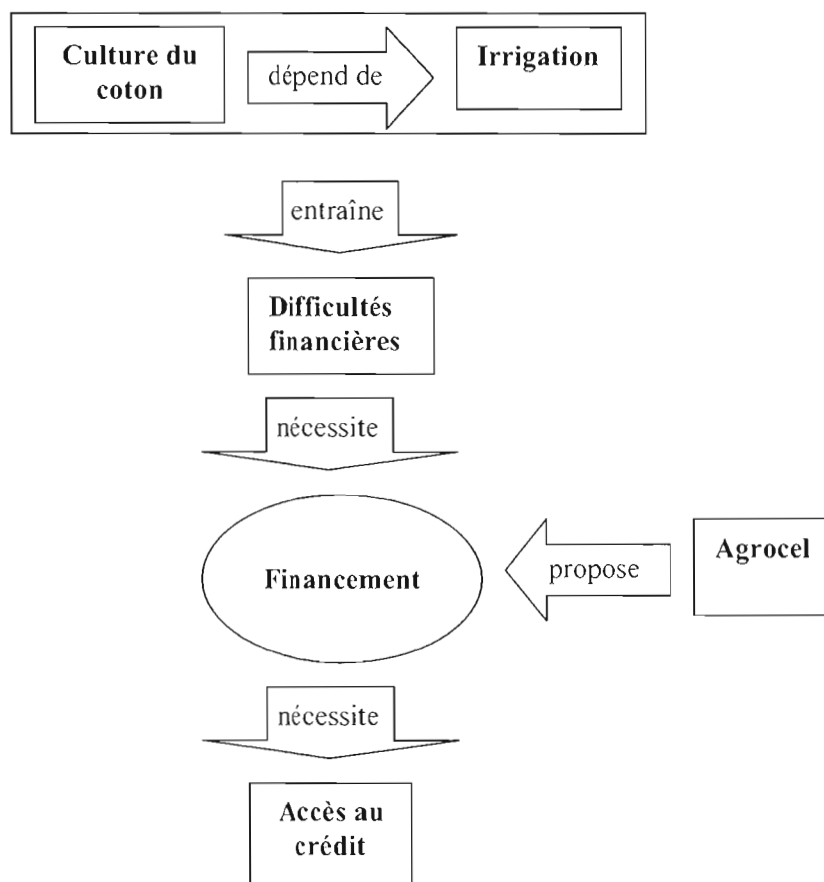 Culture du
coton
dépend de
Irrigation
entraîne
Difficultés
financières
nécessite
Financement
propose
Agrocel
nécessite
Accès au
crédit